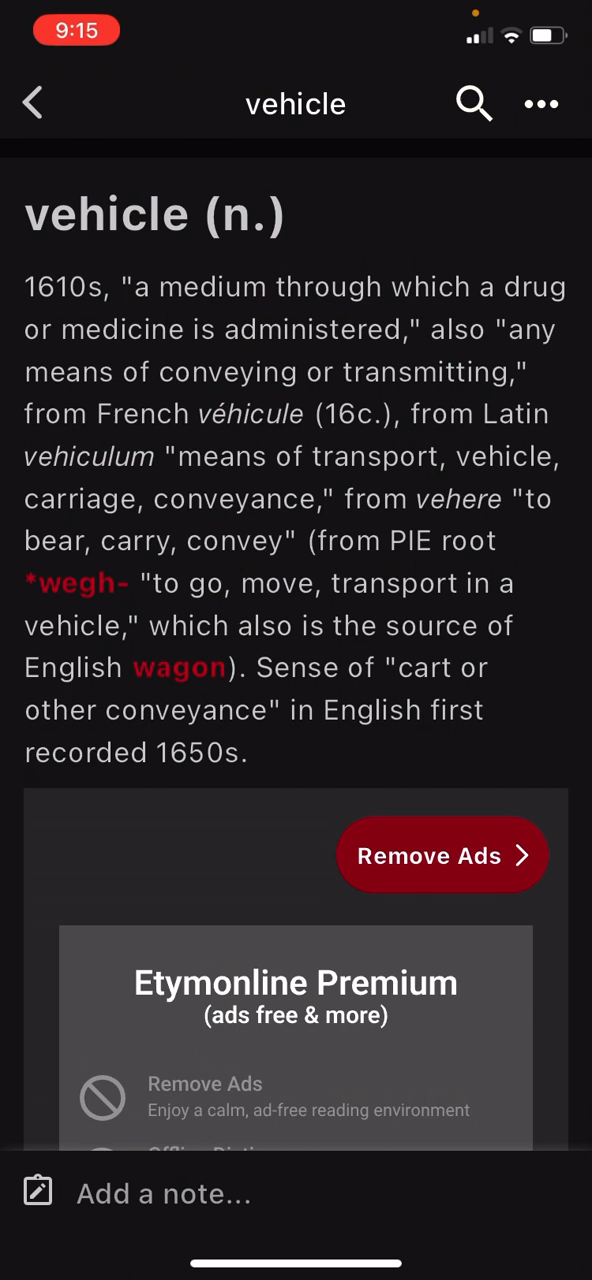 9:15
vehicle
vehicle (n.)
1610s, "a medium through which a drug
or medicine is administered," also "any
means of conveying or transmitting,"
from French véhicule (16c.), from Latin
vehiculum "means of transport, vehicle,
carriage, conveyance," from vehere "to
bear, carry, convey" (from PIE root
*wegh- "to go, move, transport in a
vehicle," which also is the source of
English wagon). Sense of "cart or
other conveyance" in English first
recorded 1650s.
Remove Ads
Etymonline Premium
(ads free & more)
Remove Ads
Enjoy a calm, ad-free reading environment
Add a note...